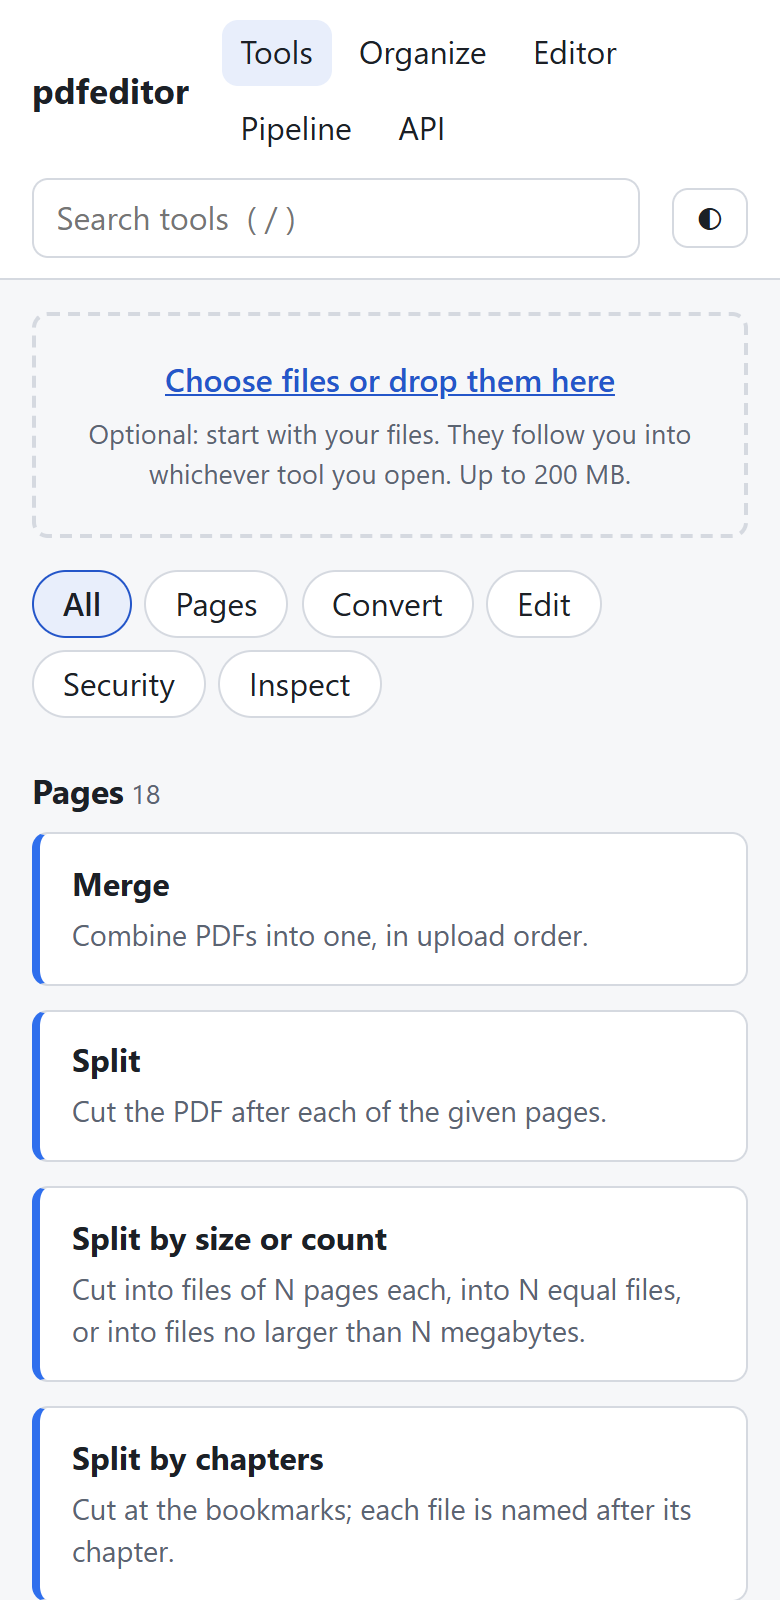 pdfeditor
Tools Organize Editor
Pipeline API
Search tools ( / )
Choose files or drop them here
Optional: start with your files. They follow you into
whichever tool you open. Up to 200 MB.
All Pages Convert Edit
Security Inspect
Pages 18
Merge
Combine PDFs into one, in upload order.
Split
Cut the PDF after each of the given pages.
Split by size or count
Cut into files of N pages each, into N equal files,
or into files no larger than N megabytes.
Split by chapters
Cut at the bookmarks; each file is named after its
chapter.